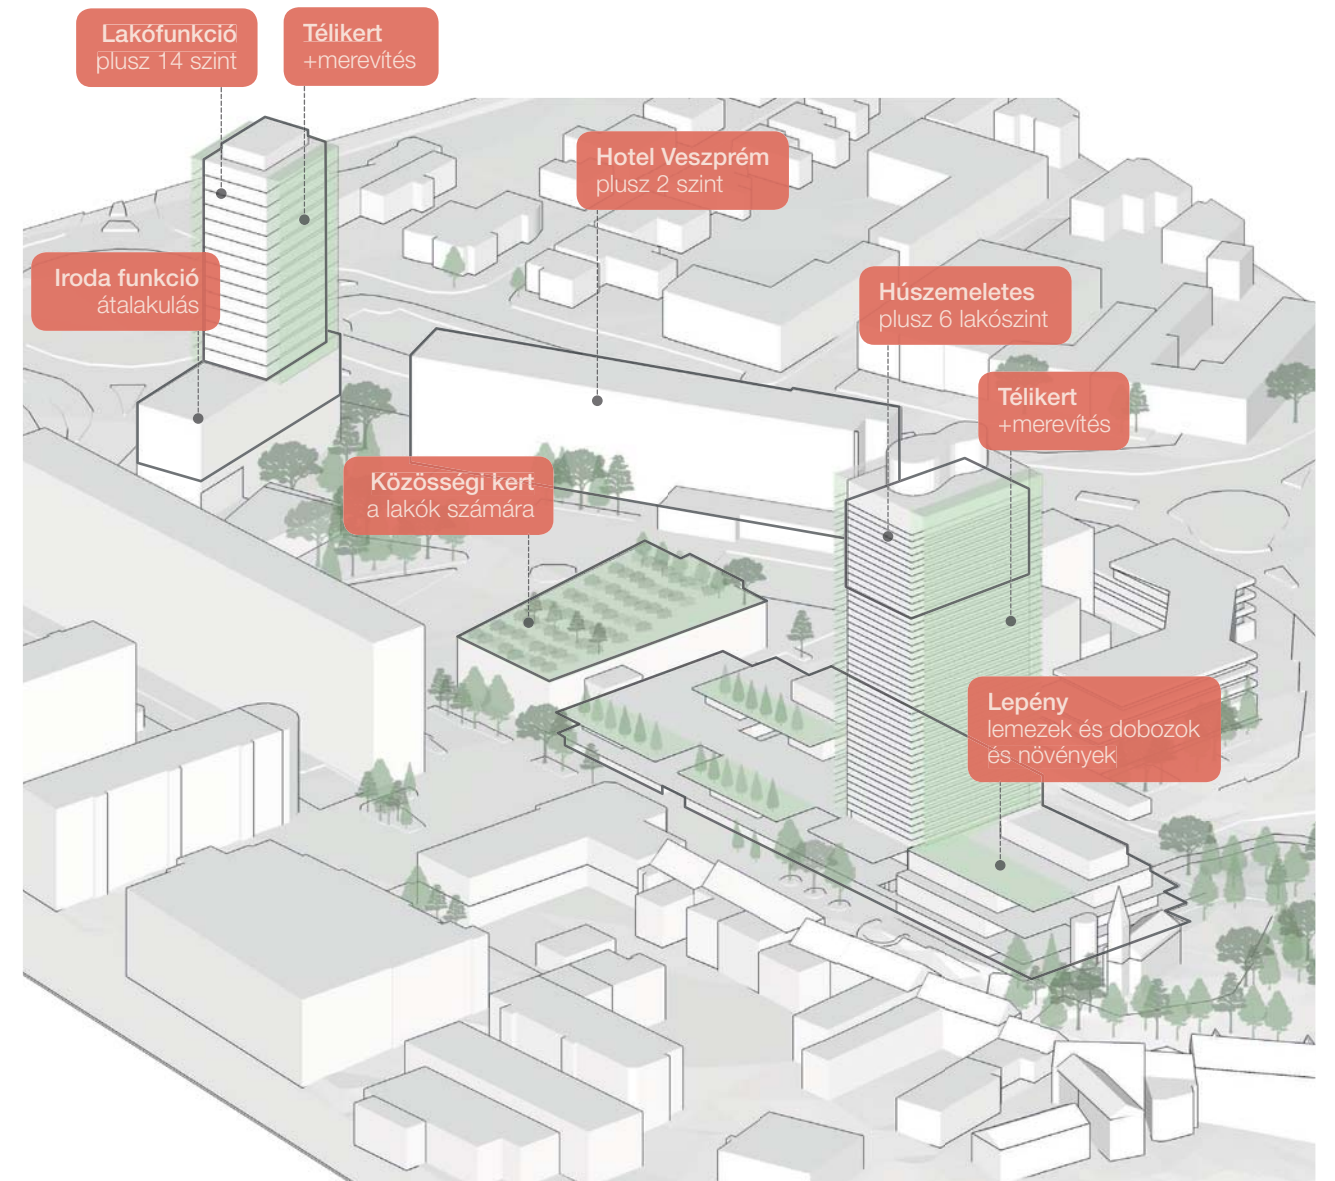 Lakófunkció
plusz 14 szint
Télikert
+merevítés
Hotel Veszprém
plusz 2 szint
Iroda funkció
átalakulás
Húszemeletes
plusz 6 lakószint
Télikert
+merevítés
Közösségi kert
a lakók számára
Lepény
lemezek és dobozok
és növények